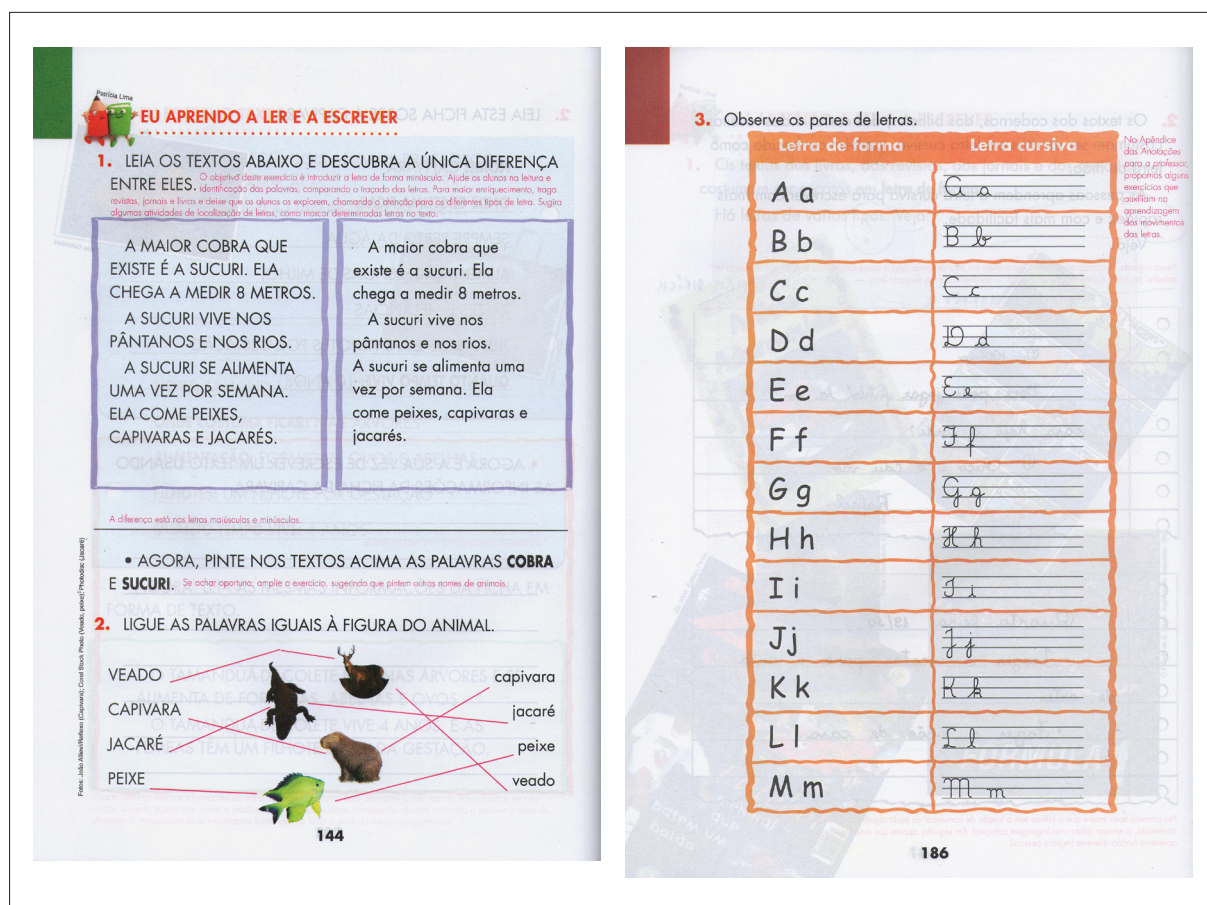 Patrícia Lima
EU APRENDO A LER E A ESCREVER
1. LEIA OS TEXTOS ABAIXO E DESCUBRA A ÚNICA DIFERENÇA
ENTRE ELES. O objetivo deste exercício é introduzir a letra de forma minúscula. Ajude os alunos na leitura e
identificação das palavras, comparando o traçado das letras. Para maior enriquecimento, traga
revistas, jornais e livros e deixe que os alunos os explorem, chamando a atenção para os diferentes tipos de letra. Sugira
algumas atividades de localização de letras, como marcar determinadas letras no texto.
A MAIOR COBRA QUE
EXISTE É A SUCURI. ELA
CHEGA A MEDIR 8 METROS.
A SUCURI VIVE NOS
PÂNTANOS E NOS RIOS.
A SUCURI SE ALIMENTA
UMA VEZ POR SEMANA.
ELA COME PEIXES,
CAPIVARAS E JACARÉS.
A maior cobra que
existe é a sucuri. Ela
chega a medir 8 metros.
A sucuri vive nos
pântanos e nos rios.
A sucuri se alimenta uma
vez por semana. Ela
come peixes, capivaras e
jacarés.
A diferença está nas letras maiúsculas e minúsculas.
• AGORA, PINTE NOS TEXTOS ACIMA AS PALAVRAS COBRA
E SUCURI. Se achar oportuno, amplie o exercício, sugerindo que pintem outros nomes de animais.
2. LIGUE AS PALAVRAS IGUAIS À FIGURA DO ANIMAL.
VEADO
CAPIVARA
JACARÉ
PEIXE
capivara
jacaré
peixe
veado
Fotos: João (Capivara); Corel Stock Photo (Veado, peixe); Photodisc (Jacaré)
144
3. Observe os pares de letras.
Letra de forma Letra cursiva
A a A a
B b B b
C c C c
D d D d
E e E e
F f F f
G g G g
H h H h
I i I i
J j J j
K k K k
L l L l
M m M m
No Apêndice
das Anotações
para o professor,
propomos alguns
exercícios que
auxiliam na
aprendizagem
dos movimentos
das letras.
186